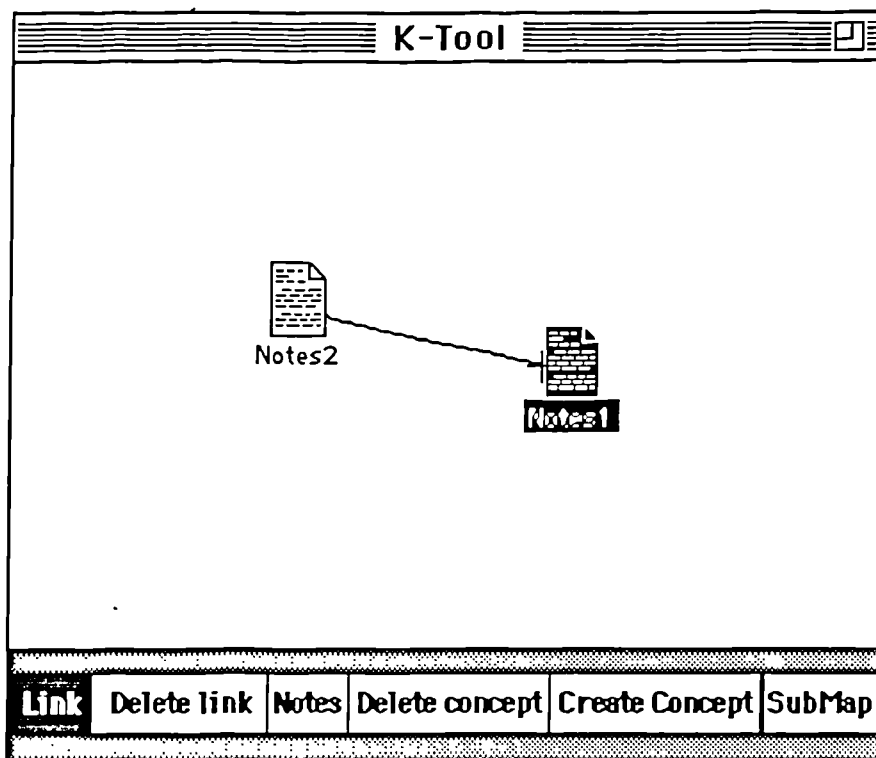 K-Tool
Notes2
Notes1
Link Delete link Notes Delete concept Create Concept SubMap